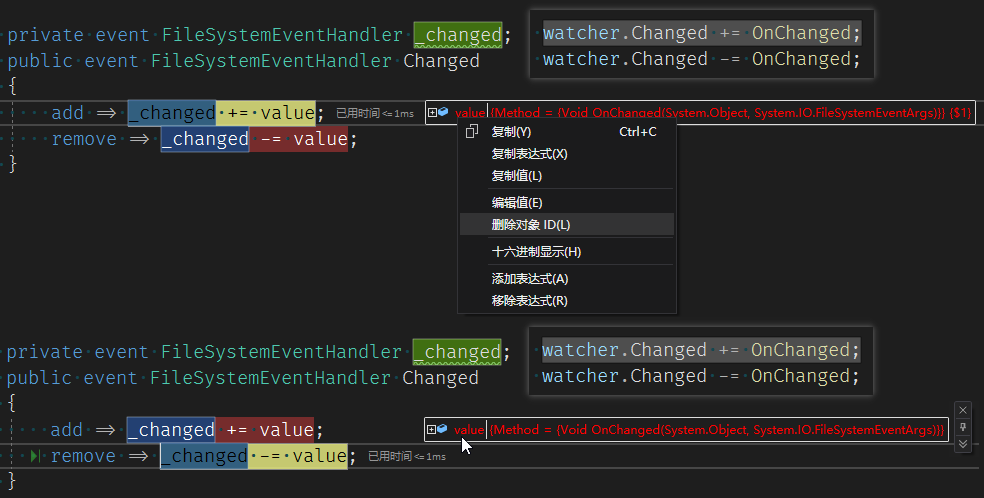 private event FileSystemEventHandler _changed;
watcher.Changed += OnChanged;
public event FileSystemEventHandler Changed
watcher.Changed -= OnChanged;
{
add => _changed += value; 已用时间<=1ms
value {Method = {Void OnChanged(System.Object, System.IO.FileSystemEventArgs)}} {$1}
remove => _changed -= value;
}
复制(Y) Ctrl+C
复制表达式(X)
复制值(L)
编辑值(E)
删除对象 ID(L)
十六进制显示(H)
添加表达式(A)
移除表达式(R)
private event FileSystemEventHandler _changed;
watcher.Changed += OnChanged;
public event FileSystemEventHandler Changed
watcher.Changed -= OnChanged;
{
add => _changed += value;
value {Method = {Void OnChanged(System.Object, System.IO.FileSystemEventArgs)}}
remove => _changed -= value; 已用时间<=1ms
}